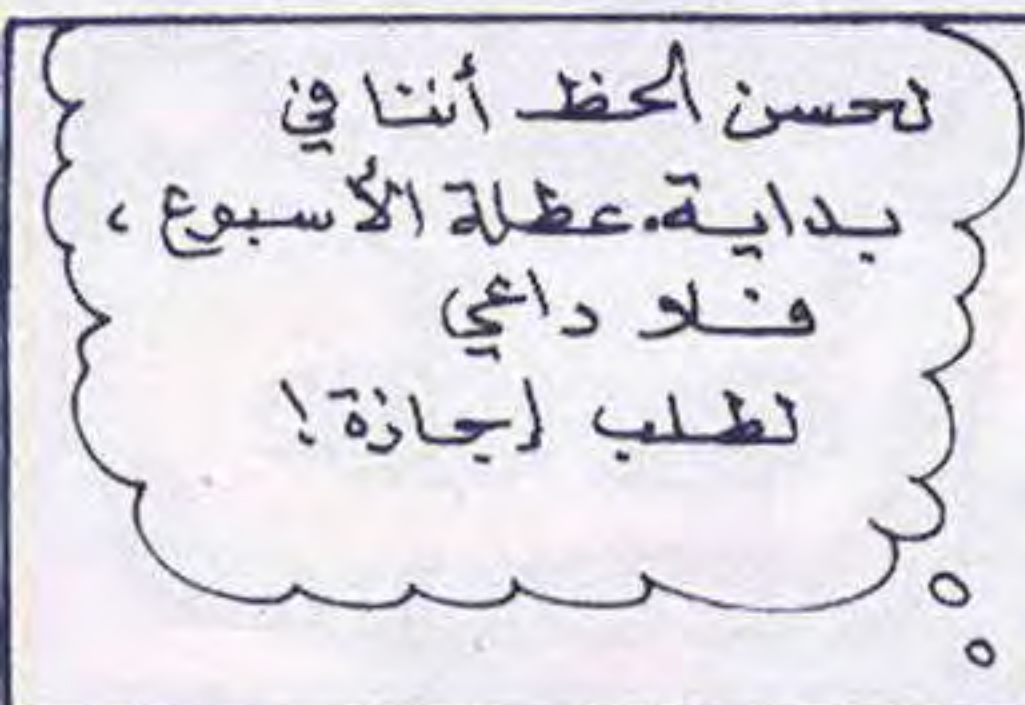 لحسن الحظ أننا في
بداية عطلة الأسبوع ،
فلا داعي
لطلب إجازة !